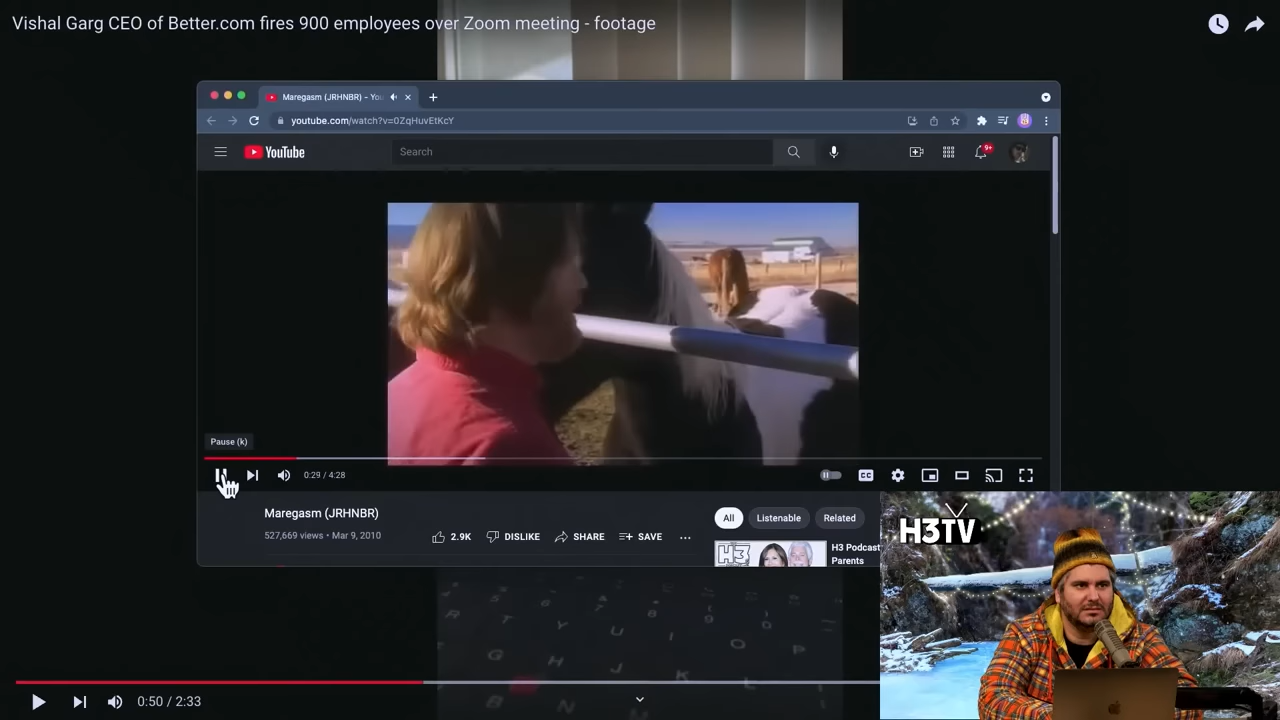 Vishal Garg CEO of Better.com fires 900 employees over Zoom meeting - footage
Maregasm (JRHNBR) - You
youtube.com/watch?v=0ZqHuvEtKcY
YouTube
Search
9+
Pause (k)
0:29 / 4:28
CC
Maregasm (JRHNBR)
527,669 views • Mar 9, 2010
2.9K
DISLIKE
SHARE
SAVE
All
Listenable
Related
H3
H3 Podcast
Parents
H3TV
R T Y U I O P
G H J K L
B N
0:50 / 2:33